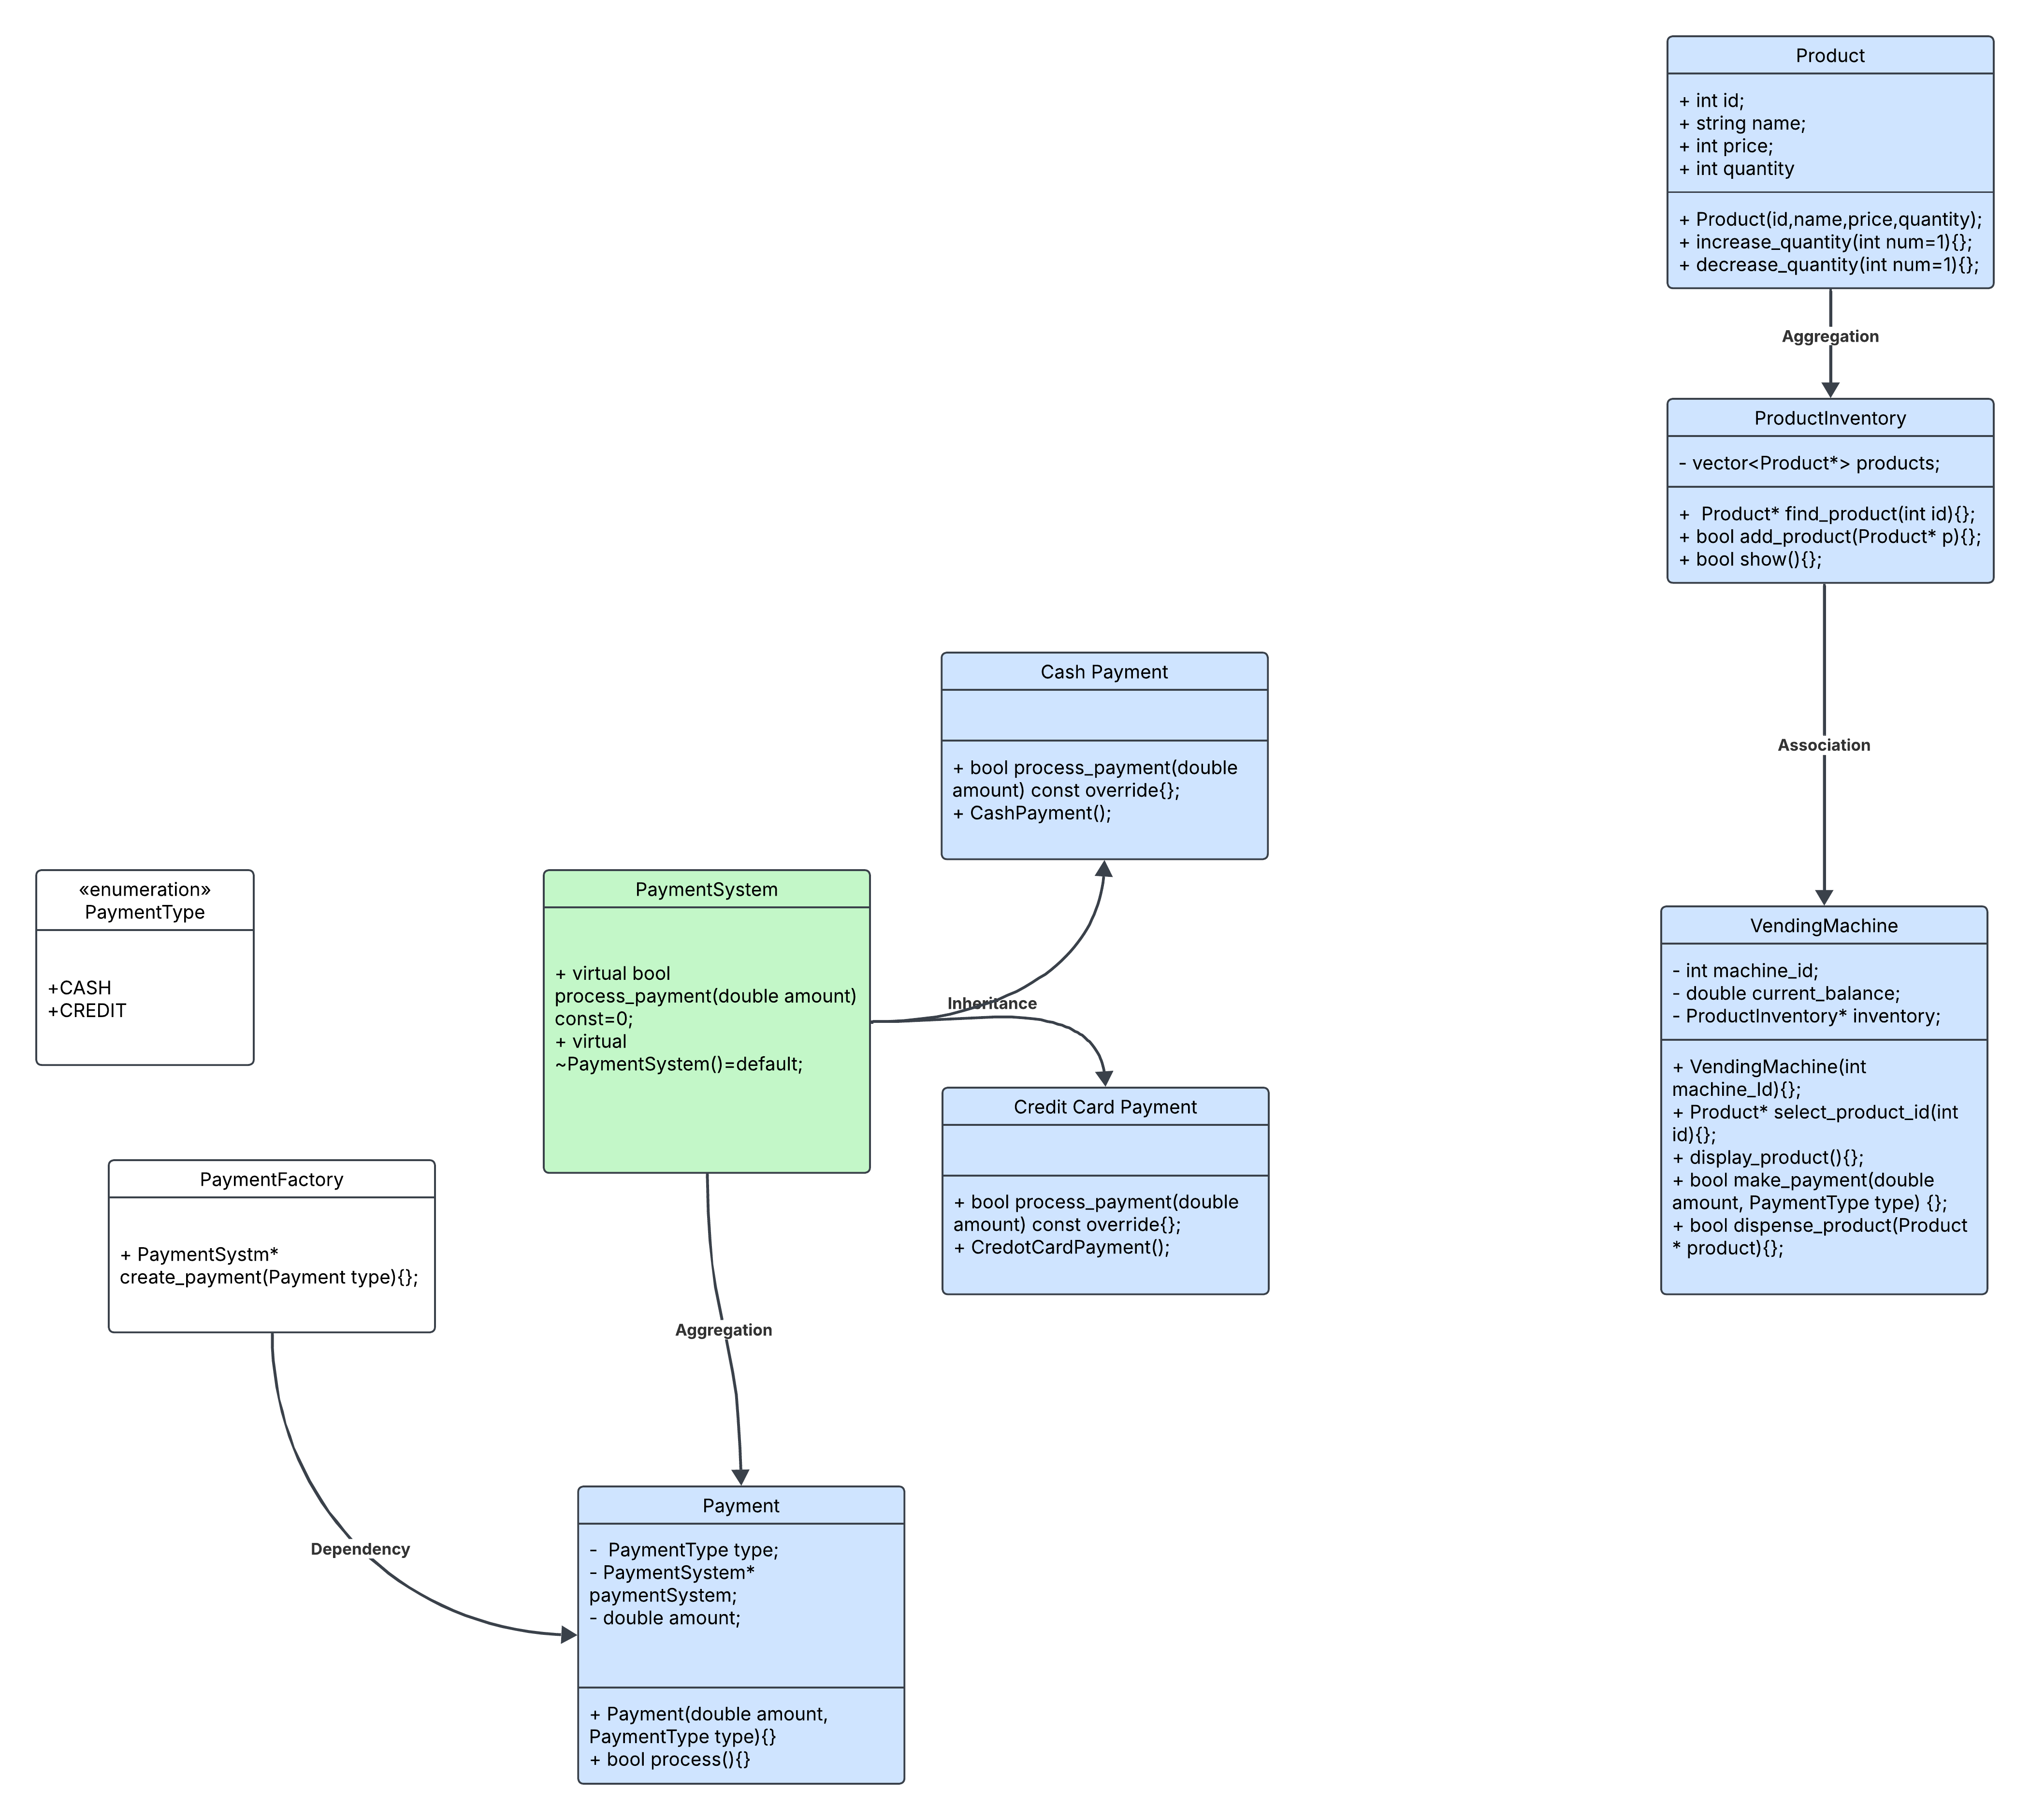 Product
+ int id;
+ string name;
+ int price;
+ int quantity
+ Product(id,name,price,quantity);
+ increase_quantity(int num=1){};
+ decrease_quantity(int num=1){};
Aggregation
ProductInventory
- vector<Product*> products;
+  Product* find_product(int id){};
+ bool add_product(Product* p){};
+ bool show(){};
Association
Cash Payment
+ bool process_payment(double
amount) const override{};
+ CashPayment();
«enumeration»
PaymentType
+CASH
+CREDIT
PaymentSystem
+ virtual bool
process_payment(double amount)
const=0;
+ virtual
~PaymentSystem()=default;
Inheritance
VendingMachine
- int machine_id;
- double current_balance;
- ProductInventory* inventory;
+ VendingMachine(int
machine_Id){};
+ Product* select_product_id(int
id){};
+ display_product(){};
+ bool make_payment(double
amount, PaymentType type) {};
+ bool dispense_product(Product
* product){};
Credit Card Payment
+ bool process_payment(double
amount) const override{};
+ CredotCardPayment();
PaymentFactory
+ PaymentSystm*
create_payment(Payment type){};
Aggregation
Dependency
Payment
-  PaymentType type;
- PaymentSystem*
paymentSystem;
- double amount;
+ Payment(double amount,
PaymentType type){}
+ bool process(){}